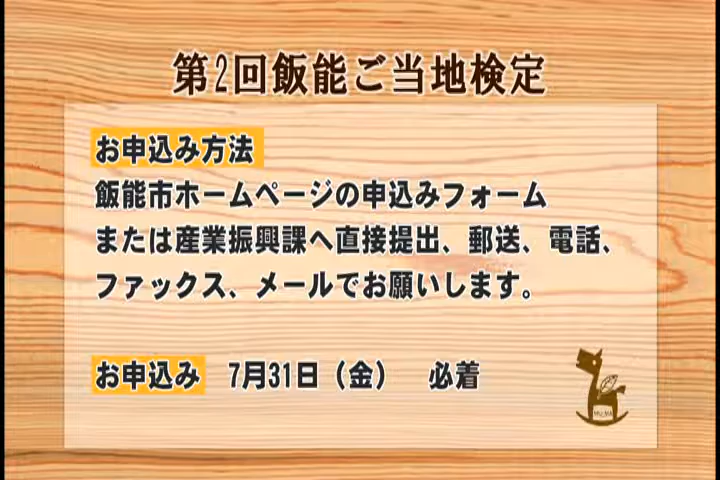 第2回飯能ご当地検定
お申込み方法
飯能市ホームページの申込みフォーム
または産業振興課へ直接提出、郵送、電話、
ファックス、メールでお願いします。
お申込み 7月31日（金） 必着